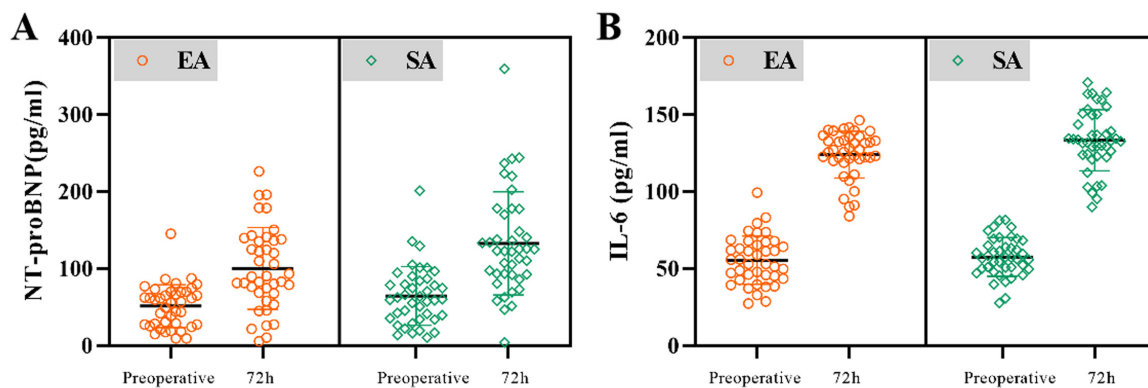 A
NT-proBNP(pg/ml)
400
300
200
100
0
EA
SA
Preoperative 72h Preoperative 72h
B
IL-6 (pg/ml)
200
150
100
50
0
EA
SA
Preoperative 72h Preoperative 72h